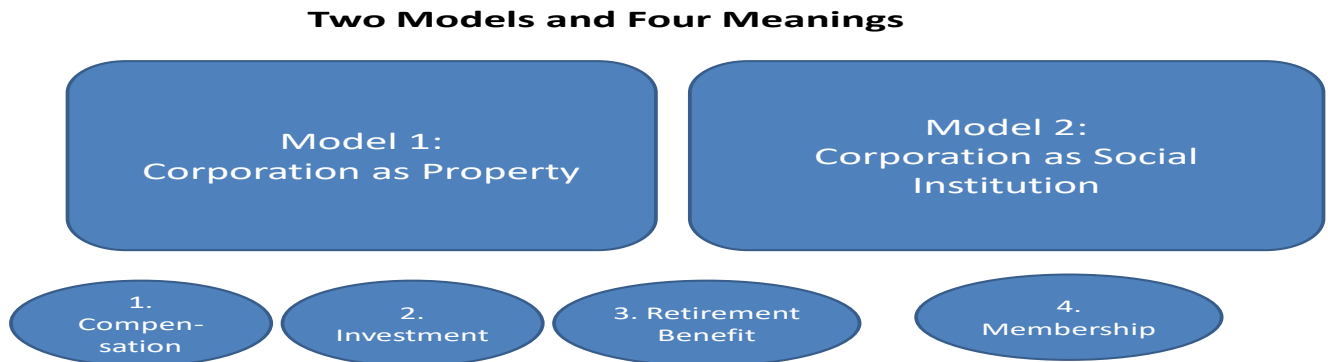 Two Models and Four Meanings
Model 1:
Corporation as Property
Model 2:
Corporation as Social
Institution
1.
Compen-
sation
2.
Investment
3. Retirement
Benefit
4.
Membership